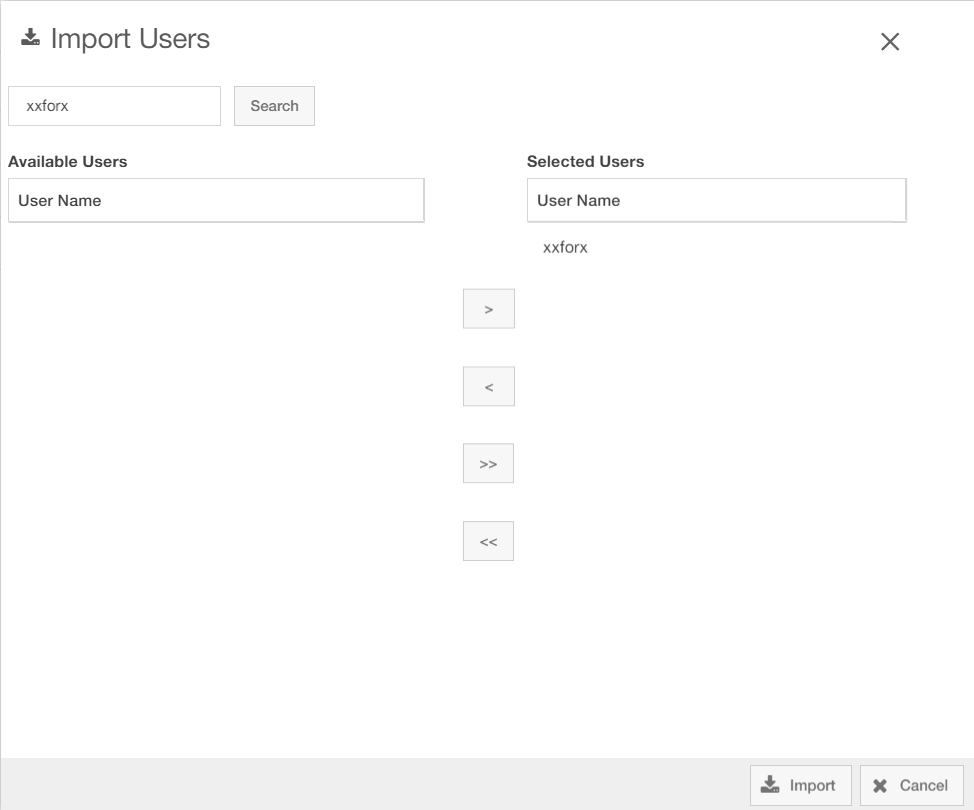 Import Users
xxforx
Search
Available Users
Selected Users
User Name
User Name
xxforx
>
<
>>
<<
Import
Cancel